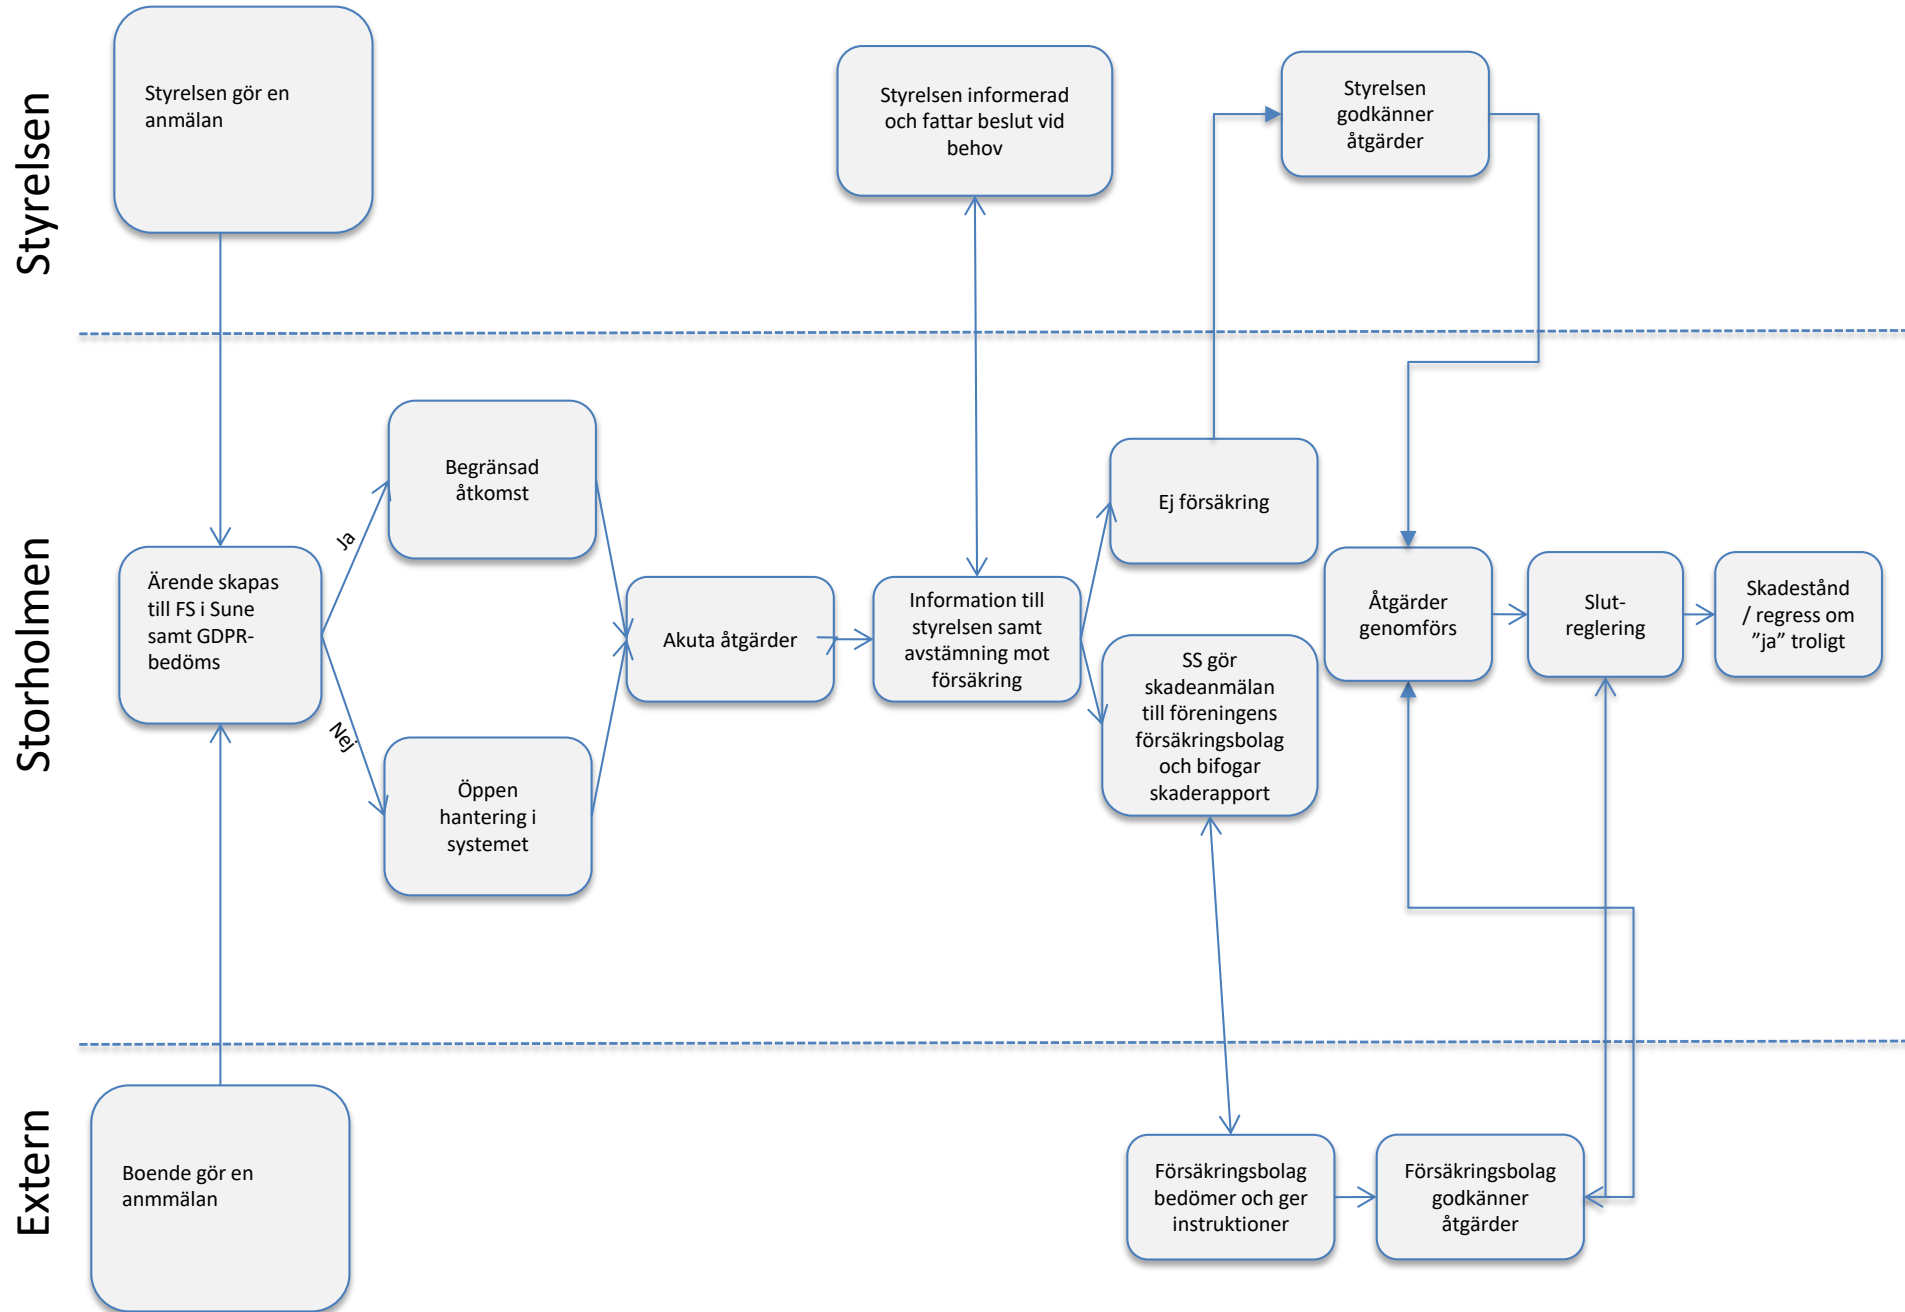 Styrelsen
Styrelsen gör en
anmälan
Styrelsen informerad
och fattar beslut vid
behov
Styrelsen
godkänner
åtgärder
Storholmen
Ärende skapas
till FS i Sune
samt GDPR-
bedöms
Ja
Nej
Begränsad
åtkomst
Öppen
hantering i
systemet
Akuta åtgärder
Information till
styrelsen samt
avstämning mot
försäkring
Ej försäkring
SS gör
skadeanmälan
till föreningens
försäkringsbolag
och bifogar
skaderapport
Åtgärder
genomförs
Slut-
reglering
Skadestånd
/ regress om
”ja” troligt
Extern
Boende gör en
anmmälan
Försäkringsbolag
bedömer och ger
instruktioner
Försäkringsbolag
godkänner
åtgärder